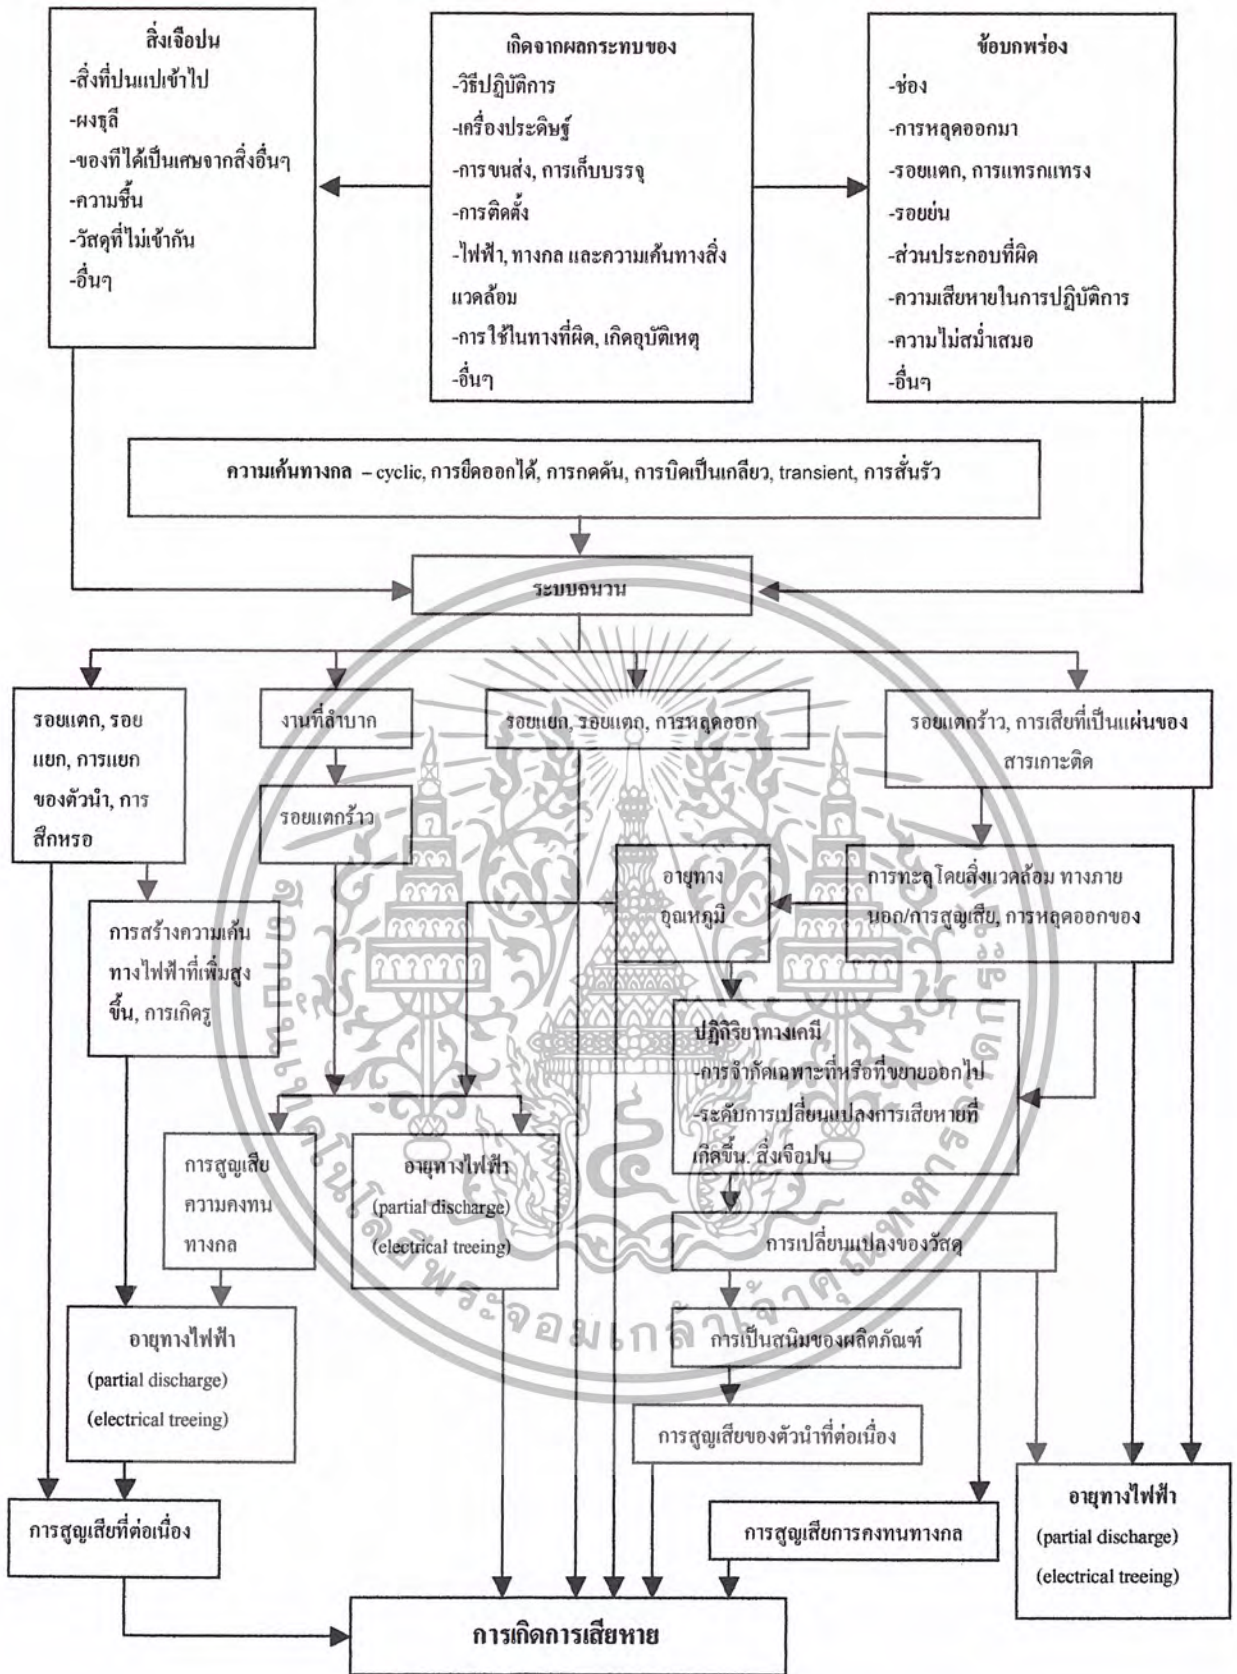 สิ่งเจือปน
-สิ่งที่ปนแปเข้าไป
-ผงธุลี
-ของที่ได้เป็นเศษจากสิ่งอื่นๆ
-ความชื้น
-วัสดุที่ไม่เข้ากัน
-อื่นๆ
เกิดจากผลกระทบของ
-วิธีปฏิบัติการ
-เครื่องประดิษฐ์
-การขนส่ง, การเก็บบรรจุ
-การติดตั้ง
-ไฟฟ้า, ทางกล และความเค้นทางสิ่ง
แวดล้อม
-การใช้ในทางที่ผิด, เกิดอุบัติเหตุ
-อื่นๆ
ข้อบกพร่อง
-ช่อง
-การหลุดออกมา
-รอยแตก, การแทรกแทรง
-รอยย่น
-ส่วนประกอบที่ผิด
-ความเสียหายในการปฏิบัติการ
-ความไม่สม่ำเสมอ
-อื่นๆ
ความเค้นทางกล – cyclic, การยืดออกได้, การกดดัน, การบิดเป็นเกลียว, transient, การสั่นรัว
ระบบฉนวน
รอยแตก, รอย
แยก, การแยก
ของตัวนำ, การ
สึกหรอ
งานที่ลำบาก
รอยแยก, รอยแตก, การหลุดออก
รอยแตกร้าว, การเสียที่เป็นแผ่นของ
สารเกาะติด
รอยแตกร้าว
อายุทาง
อุณหภูมิ
การทะลุโดยสิ่งแวดล้อม ทางภาย
นอก/การสูญเสีย, การหลุดออกของ
การสร้างความเค้น
ทางไฟฟ้าที่เพิ่มสูง
ขึ้น, การเกิดรู
ปฏิกิริยาทางเคมี
-การจำกัดเฉพาะที่หรือที่ขยายออกไป
-ระดับการเปลี่ยนแปลงการเสียหายที่
เกิดขึ้น. สิ่งเจือปน
การสูญเสีย
ความคงทน
ทางกล
อายุทางไฟฟ้า
(partial discharge)
(electrical treeing)
การเปลี่ยนแปลงของวัสดุ
อายุทางไฟฟ้า
(partial discharge)
(electrical treeing)
การเป็นสนิมของผลิตภัณฑ์
การสูญเสียของตัวนำที่ต่อเนื่อง
การสูญเสียที่ต่อเนื่อง
การสูญเสียการคงทนทางกล
อายุทางไฟฟ้า
(partial discharge)
(electrical treeing)
การเกิดการเสียหาย
สถาบันเทคโนโลยีพระจอมเกล้าเจ้าคุณทหารลาดกระบัง